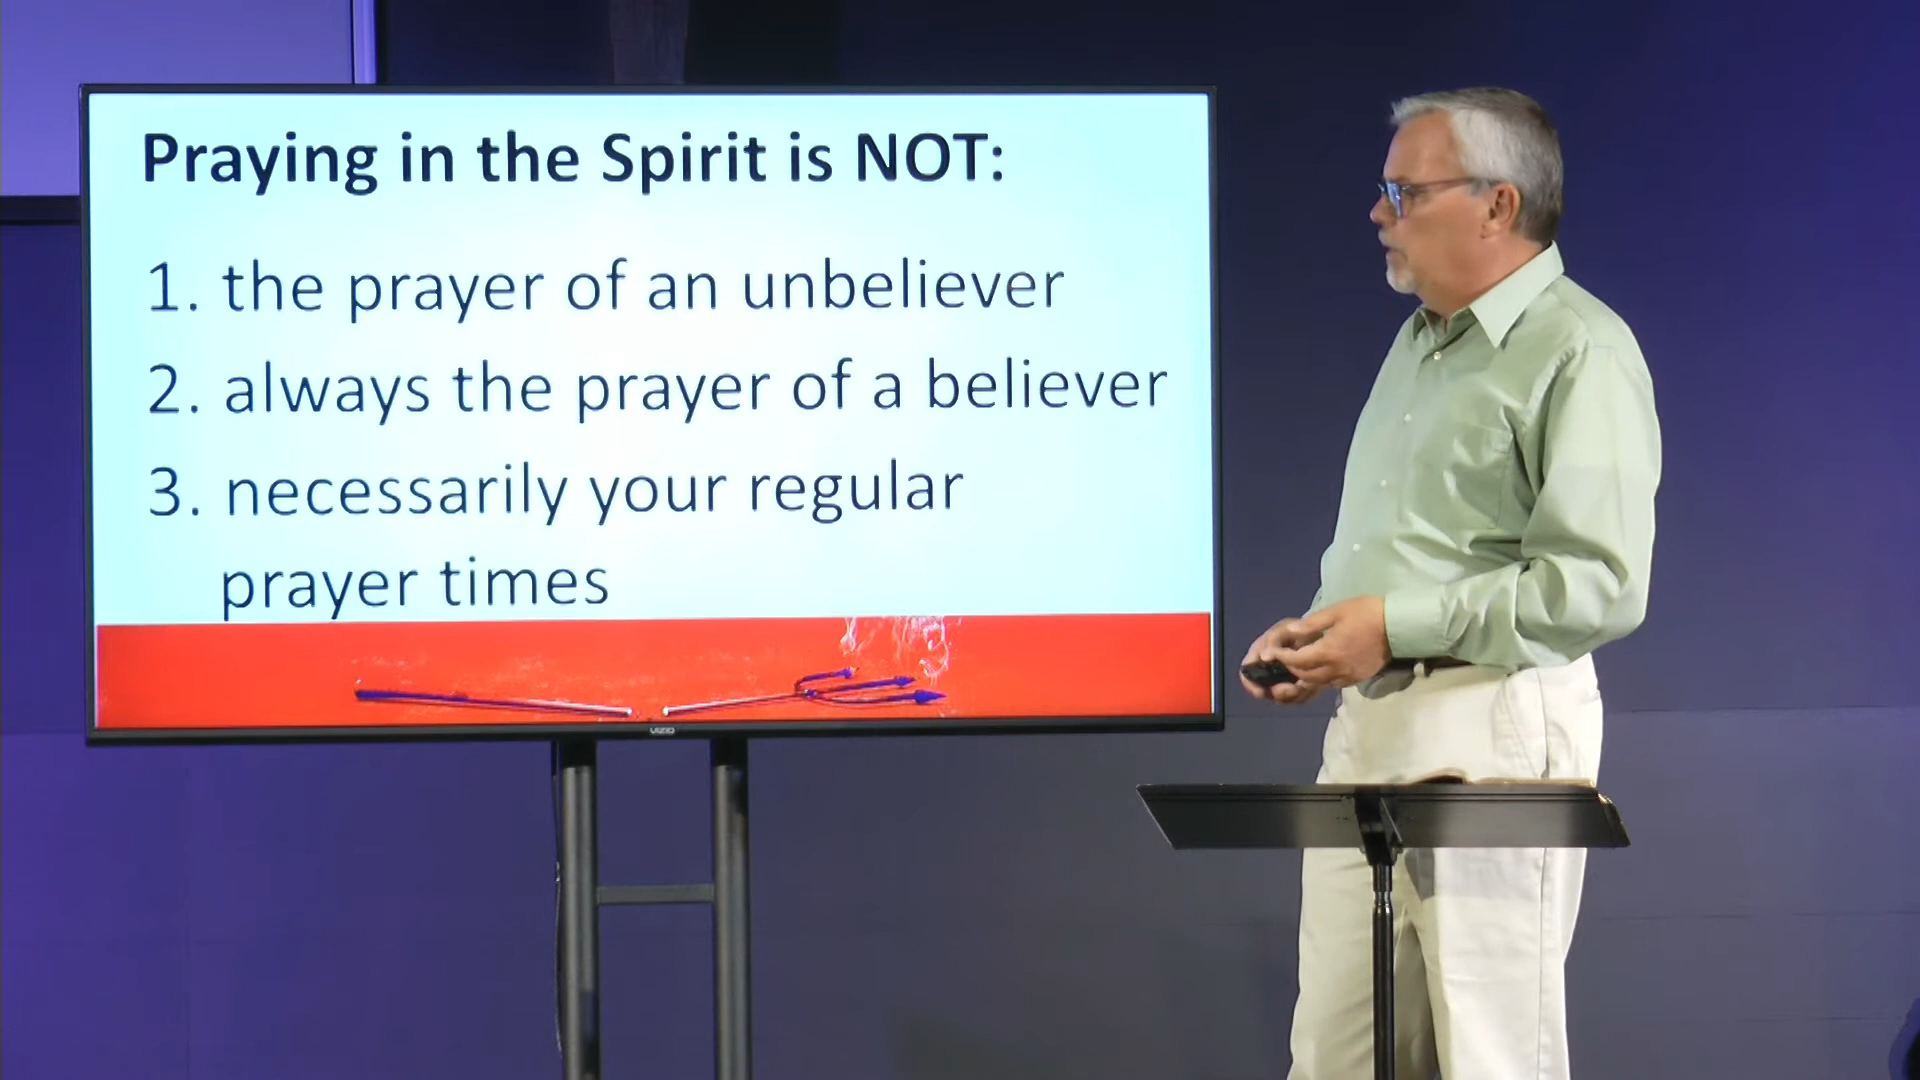 Praying in the Spirit is NOT:
1. the prayer of an unbeliever
2. always the prayer of a believer
3. necessarily your regular
prayer times
VIZIO